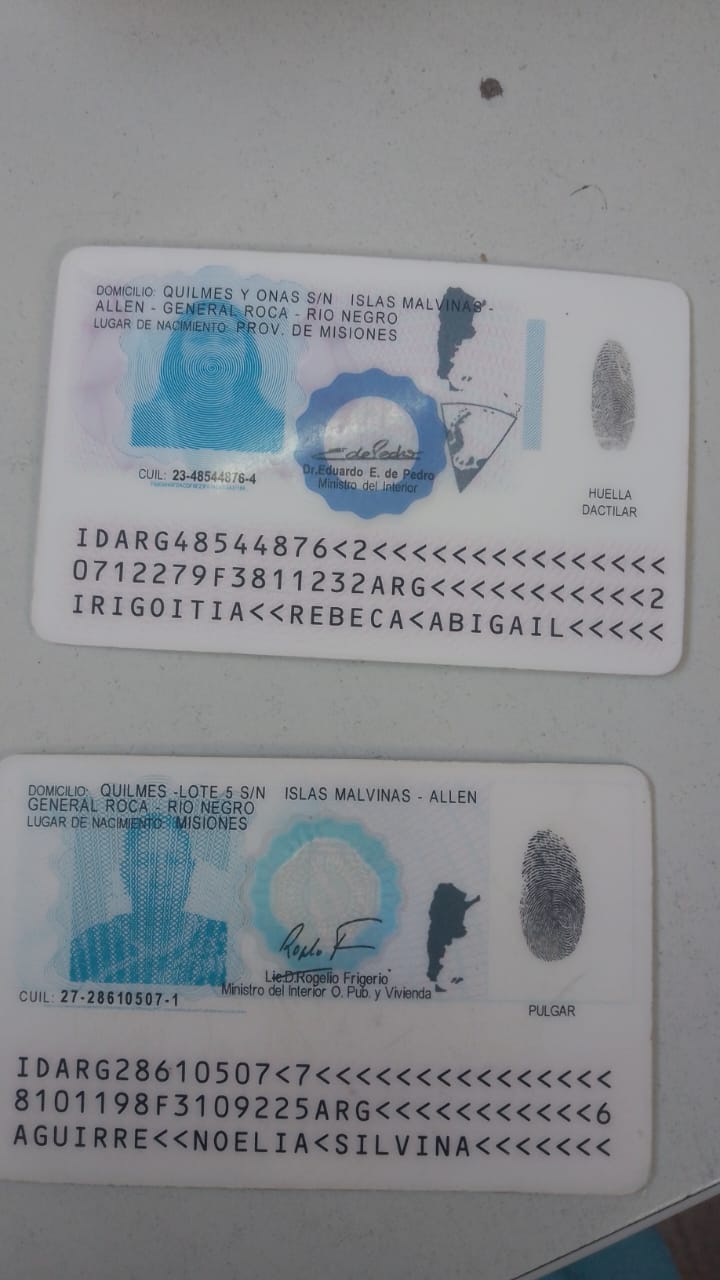 DOMICILIO: QUILMES Y ONAS S/N ISLAS MALVINAS -
ALLEN - GENERAL ROCA - RIO NEGRO
LUGAR DE NACIMIENTO: PROV. DE MISIONES
CUIL: 23-48544876-4
Dr.Eduardo E. de Pedro
Ministro del Interior
HUELLA
DACTILAR
IDARG48544876<2<<<<<<<<<<<<<<<
0712279F3811232ARG<<<<<<<<<<<2
IRIGOITIA<<REBECA<ABIGAIL<<<<<
DOMICILIO: QUILMES -LOTE 5 S/N ISLAS MALVINAS - ALLEN
GENERAL ROCA - RIO NEGRO
LUGAR DE NACIMIENTO: MISIONES
CUIL: 27-28610507-1
Lic.D.Rogelio Frigerio
Ministro del Interior O. Pub. y Vivienda
PULGAR
IDARG28610507<7<<<<<<<<<<<<<<<
8101198F3109225ARG<<<<<<<<<<<6
AGUIRRE<<NOELIA<SILVINA<<<<<<<